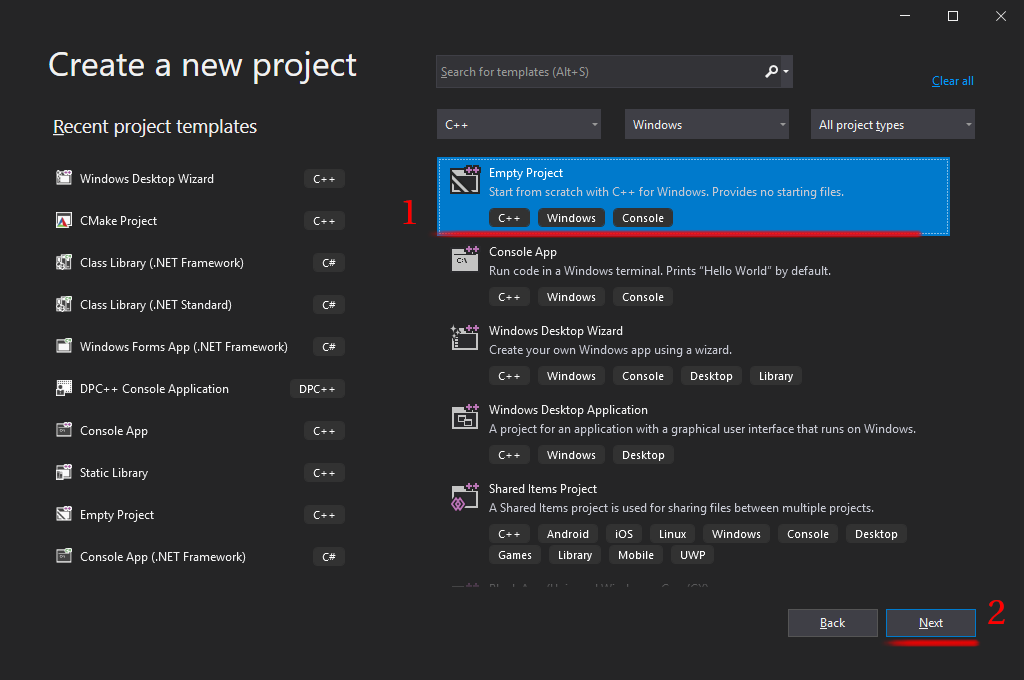 Create a new project
Search for templates (Alt+S)
Clear all
Recent project templates
C++
Windows
All project types
Windows Desktop Wizard
C++
CMake Project
C++
Class Library (.NET Framework)
C#
Class Library (.NET Standard)
C#
Windows Forms App (.NET Framework)
C#
DPC++ Console Application
DPC++
Console App
C++
Static Library
C++
Empty Project
C++
Console App (.NET Framework)
C#
1
Empty Project
Start from scratch with C++ for Windows. Provides no starting files.
C++ Windows Console
Console App
Run code in a Windows terminal. Prints "Hello World" by default.
C++ Windows Console
Windows Desktop Wizard
Create your own Windows app using a wizard.
C++ Windows Console Desktop Library
Windows Desktop Application
A project for an application with a graphical user interface that runs on Windows.
C++ Windows Desktop
Shared Items Project
A Shared Items project is used for sharing files between multiple projects.
C++ Android iOS Linux Windows Console Desktop
Games Library Mobile UWP
Back
Next
2